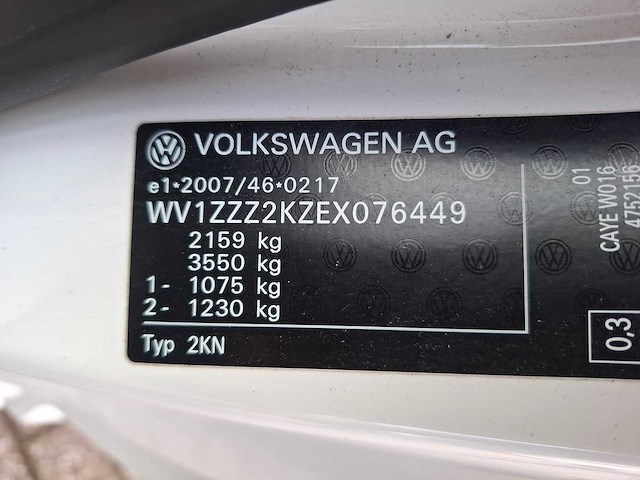 VOLKSWAGEN AG
e1*2007/46*0217
WV1ZZZ2KZEX076449
2159 kg
3550 kg
1- 1075 kg
2- 1230 kg
Typ 2KN
01
CAYE W016
4752156
0,3